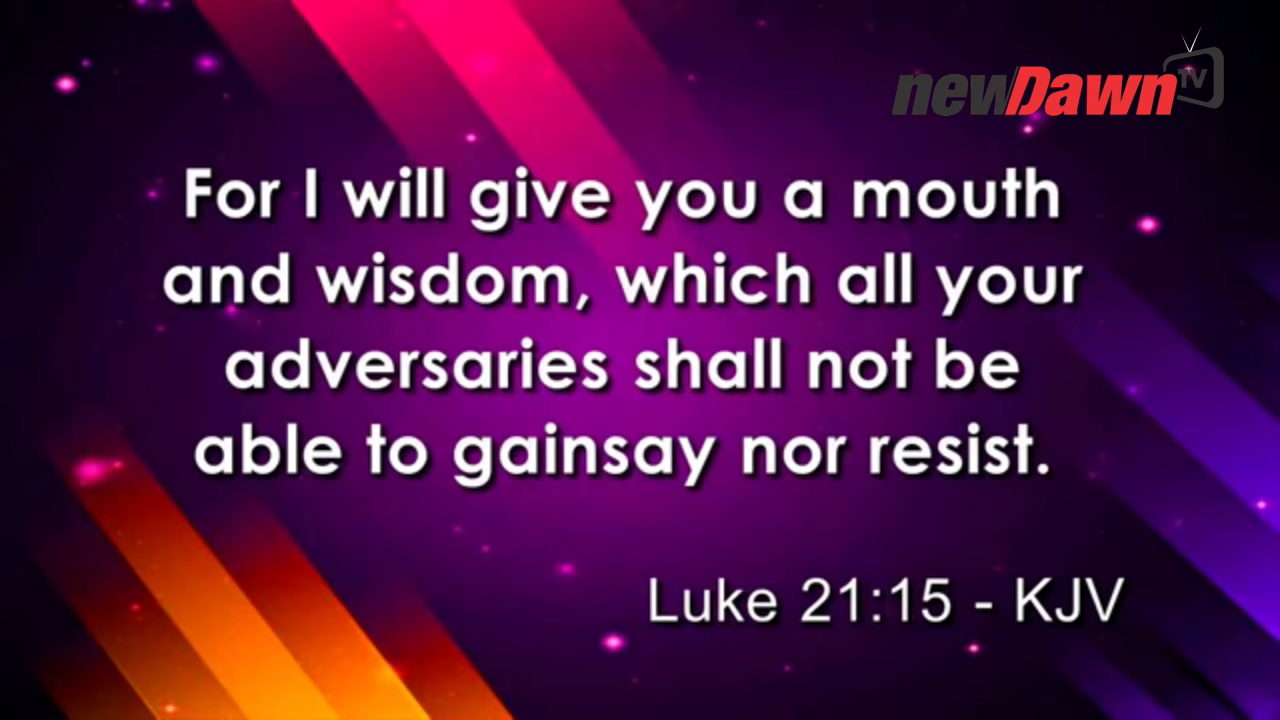 newDawn TV
For I will give you a mouth
and wisdom, which all your
adversaries shall not be
able to gainsay nor resist.
Luke 21:15 - KJV